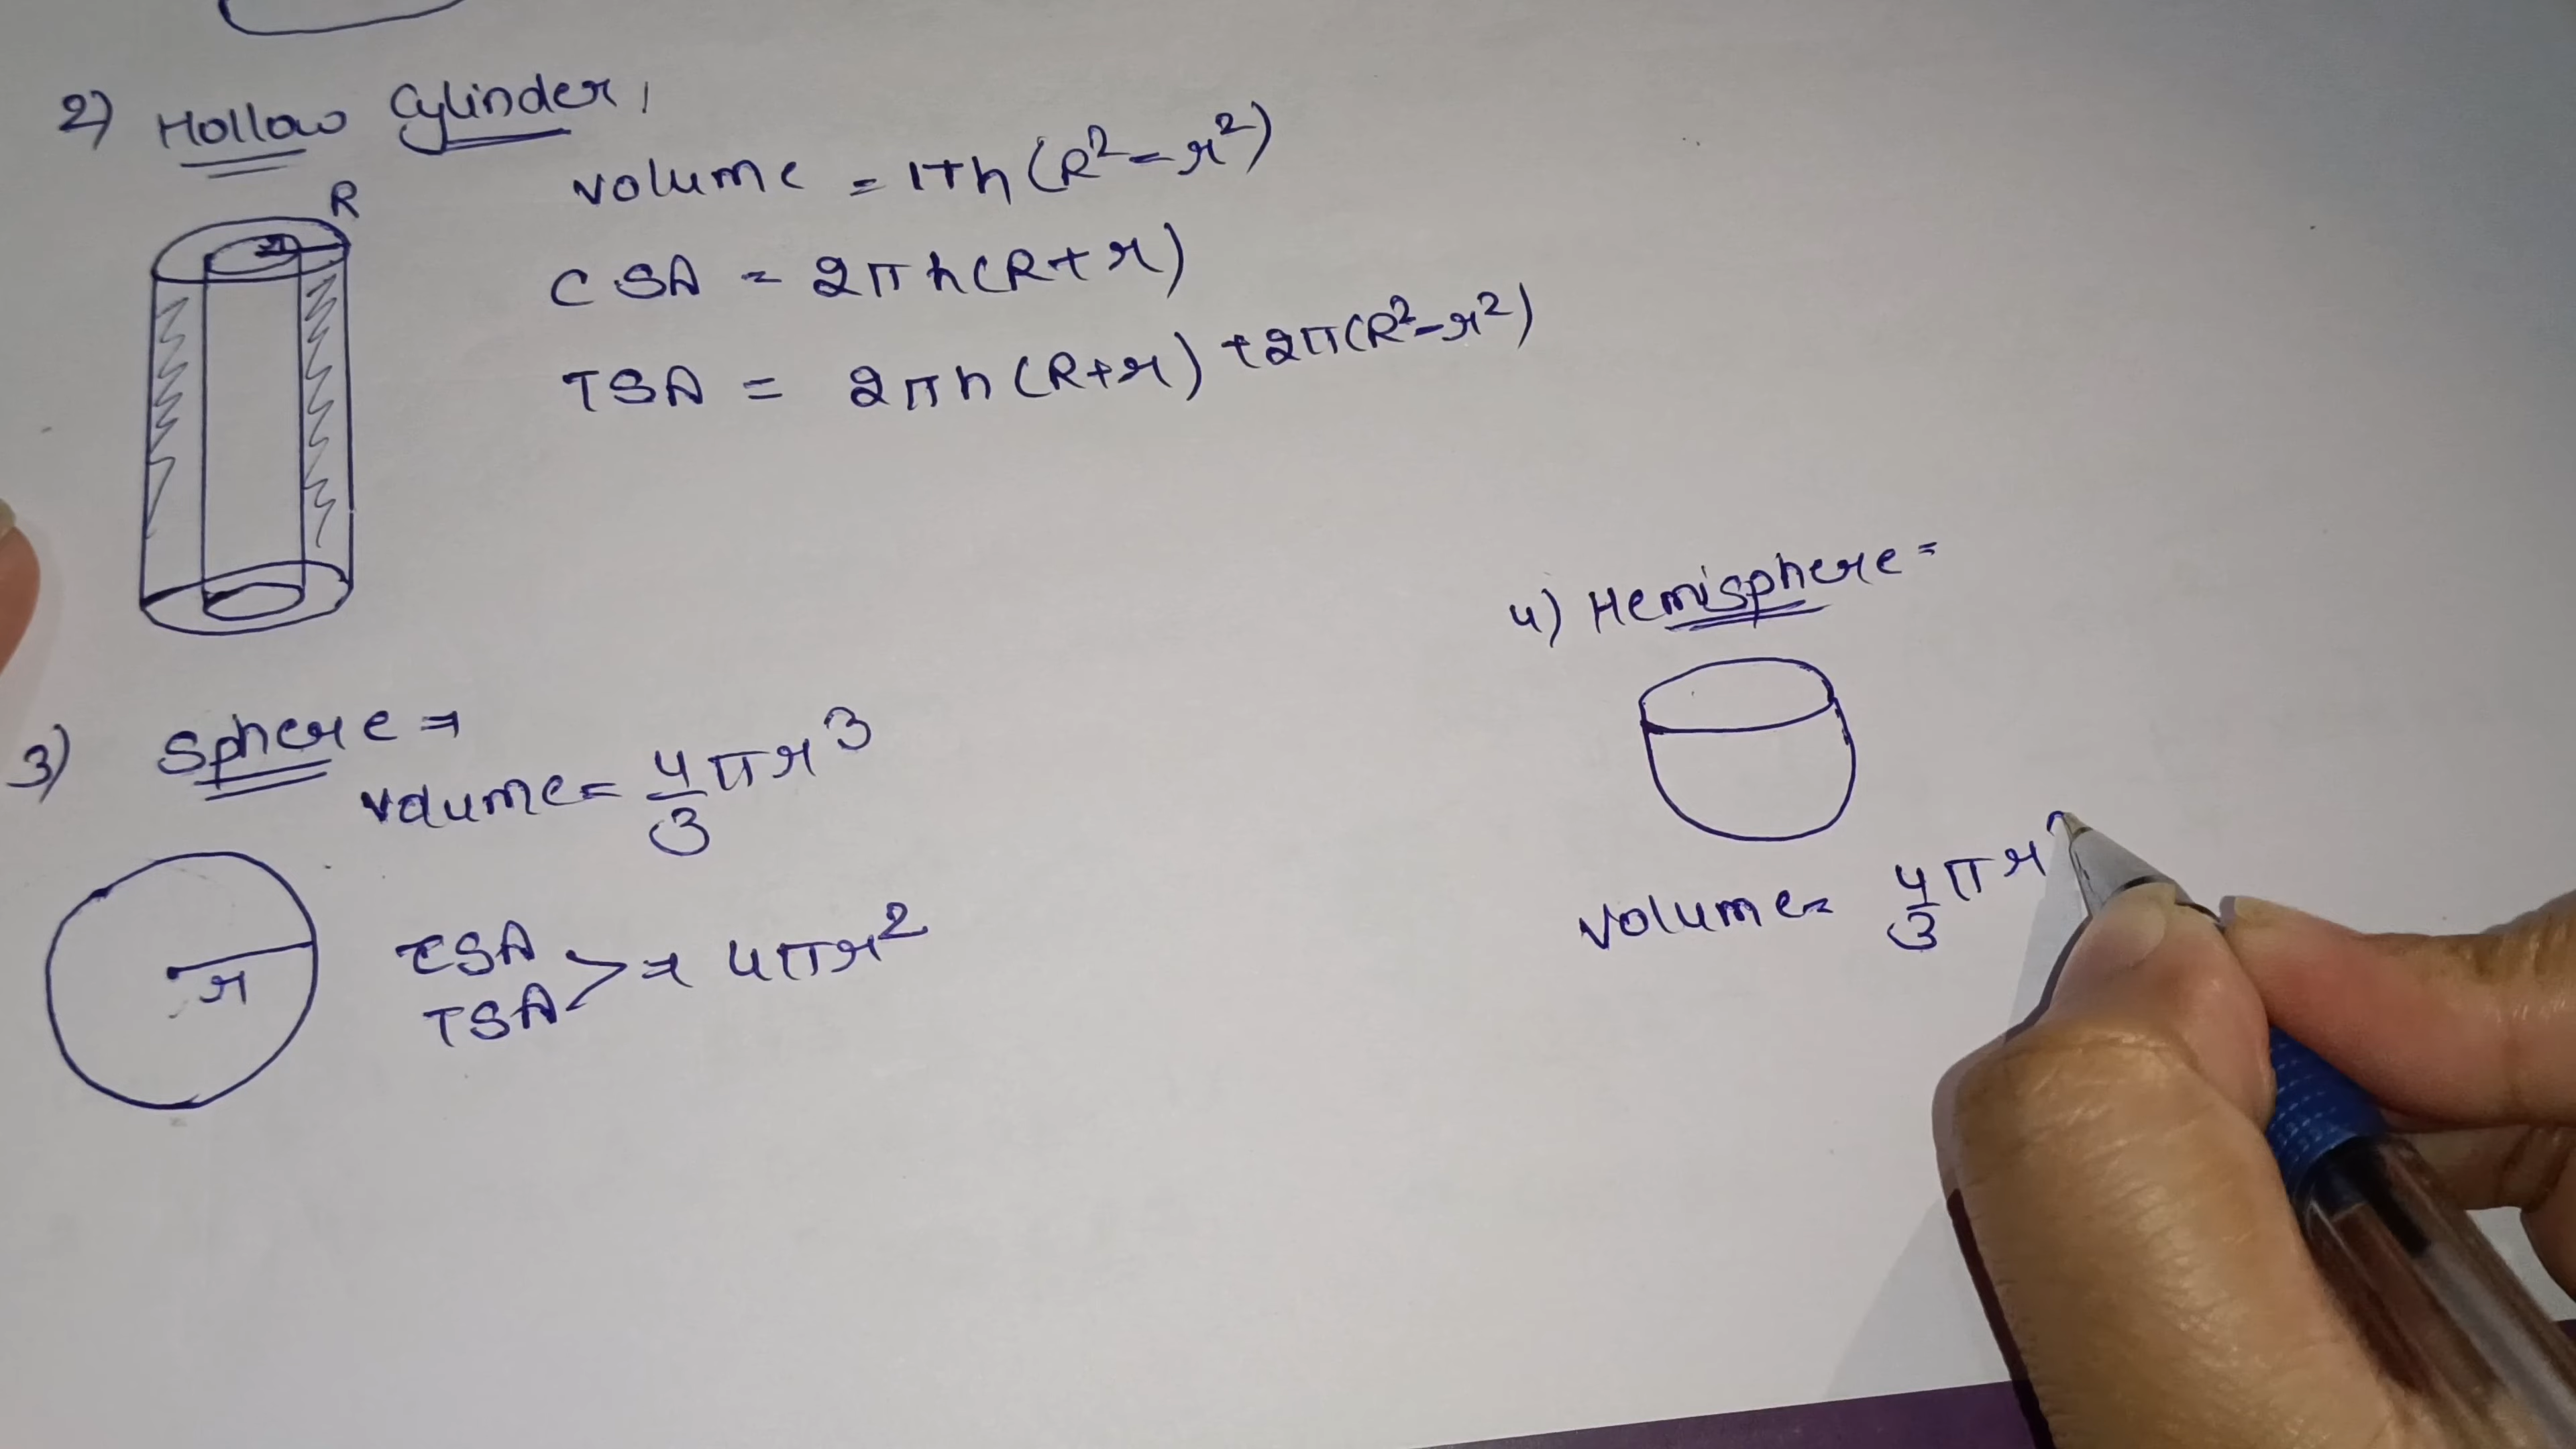 2) Hollow Cylinder,
R
r
Volume = πh(R²-r²)
CSA = 2πh(R+r)
TSA = 2πh(R+r) +2π(R²-r²)
3) Sphere =
Volume = 4/3 πr³
r
CSA
TSA > = 4πr²
4) Hemisphere =
Volume = 4/3 πr